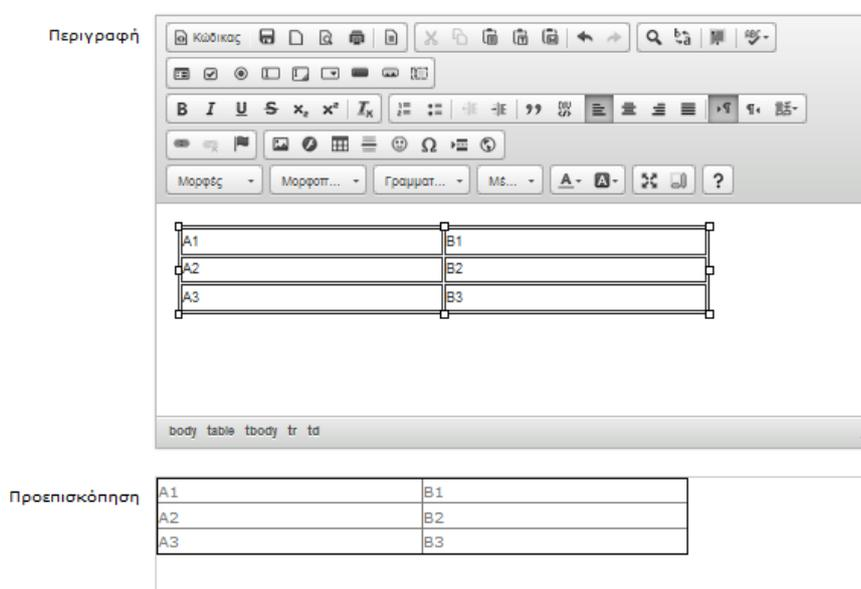 Περιγραφή
Κώδικας
Μορφές Μορφοπ... Γραμματ... Μέ... A A ?
A1 B1
A2 B2
A3 B3
body table tbody tr td
Προεπισκόπηση
A1 B1
A2 B2
A3 B3